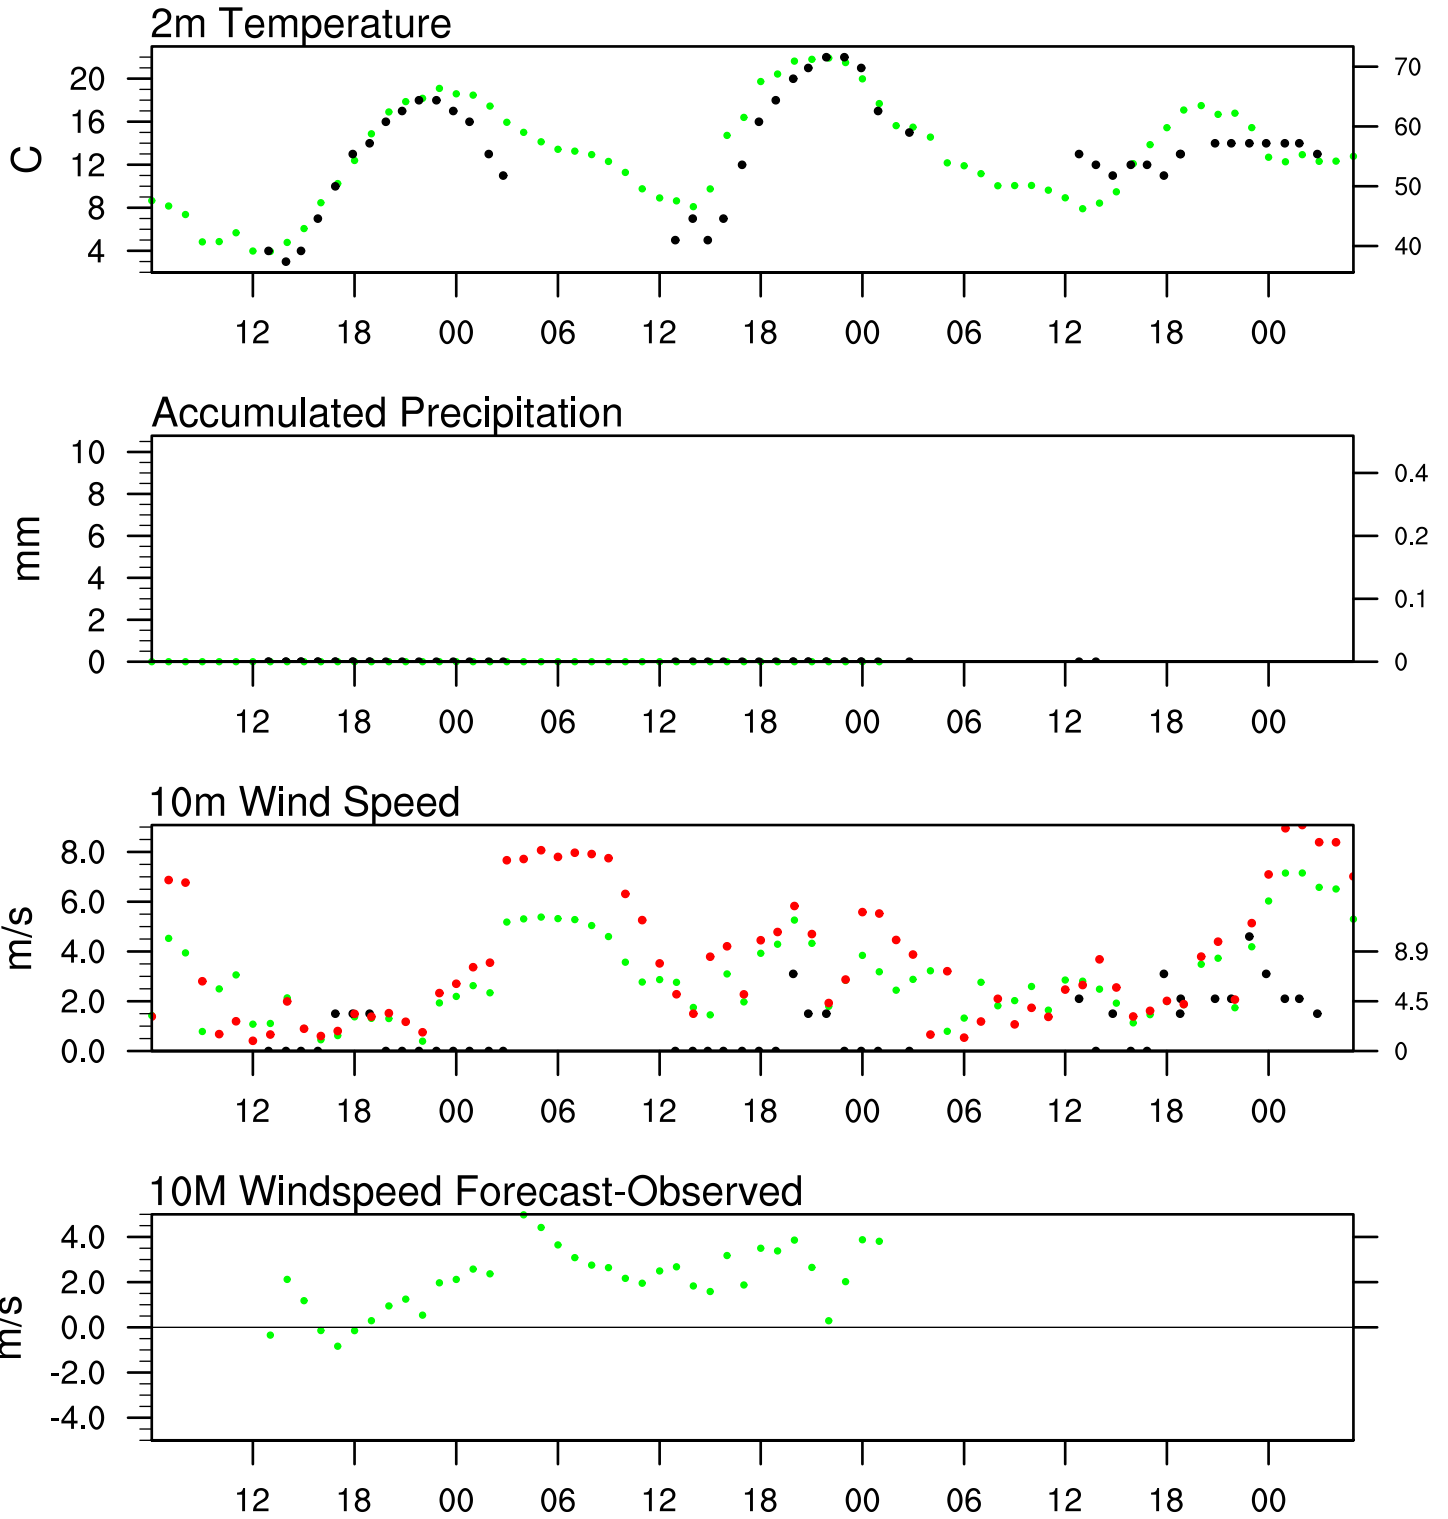 2m Temperature
20
16
12
8
4
C
70
60
50
40
12 18 00 06 12 18 00 06 12 18 00
Accumulated Precipitation
10
8
6
4
2
0
mm
0.4
0.2
0.1
0
12 18 00 06 12 18 00 06 12 18 00
10m Wind Speed
8.0
6.0
4.0
2.0
0.0
m/s
8.9
4.5
0
12 18 00 06 12 18 00 06 12 18 00
10M Windspeed Forecast-Observed
4.0
2.0
0.0
-2.0
-4.0
m/s
12 18 00 06 12 18 00 06 12 18 00